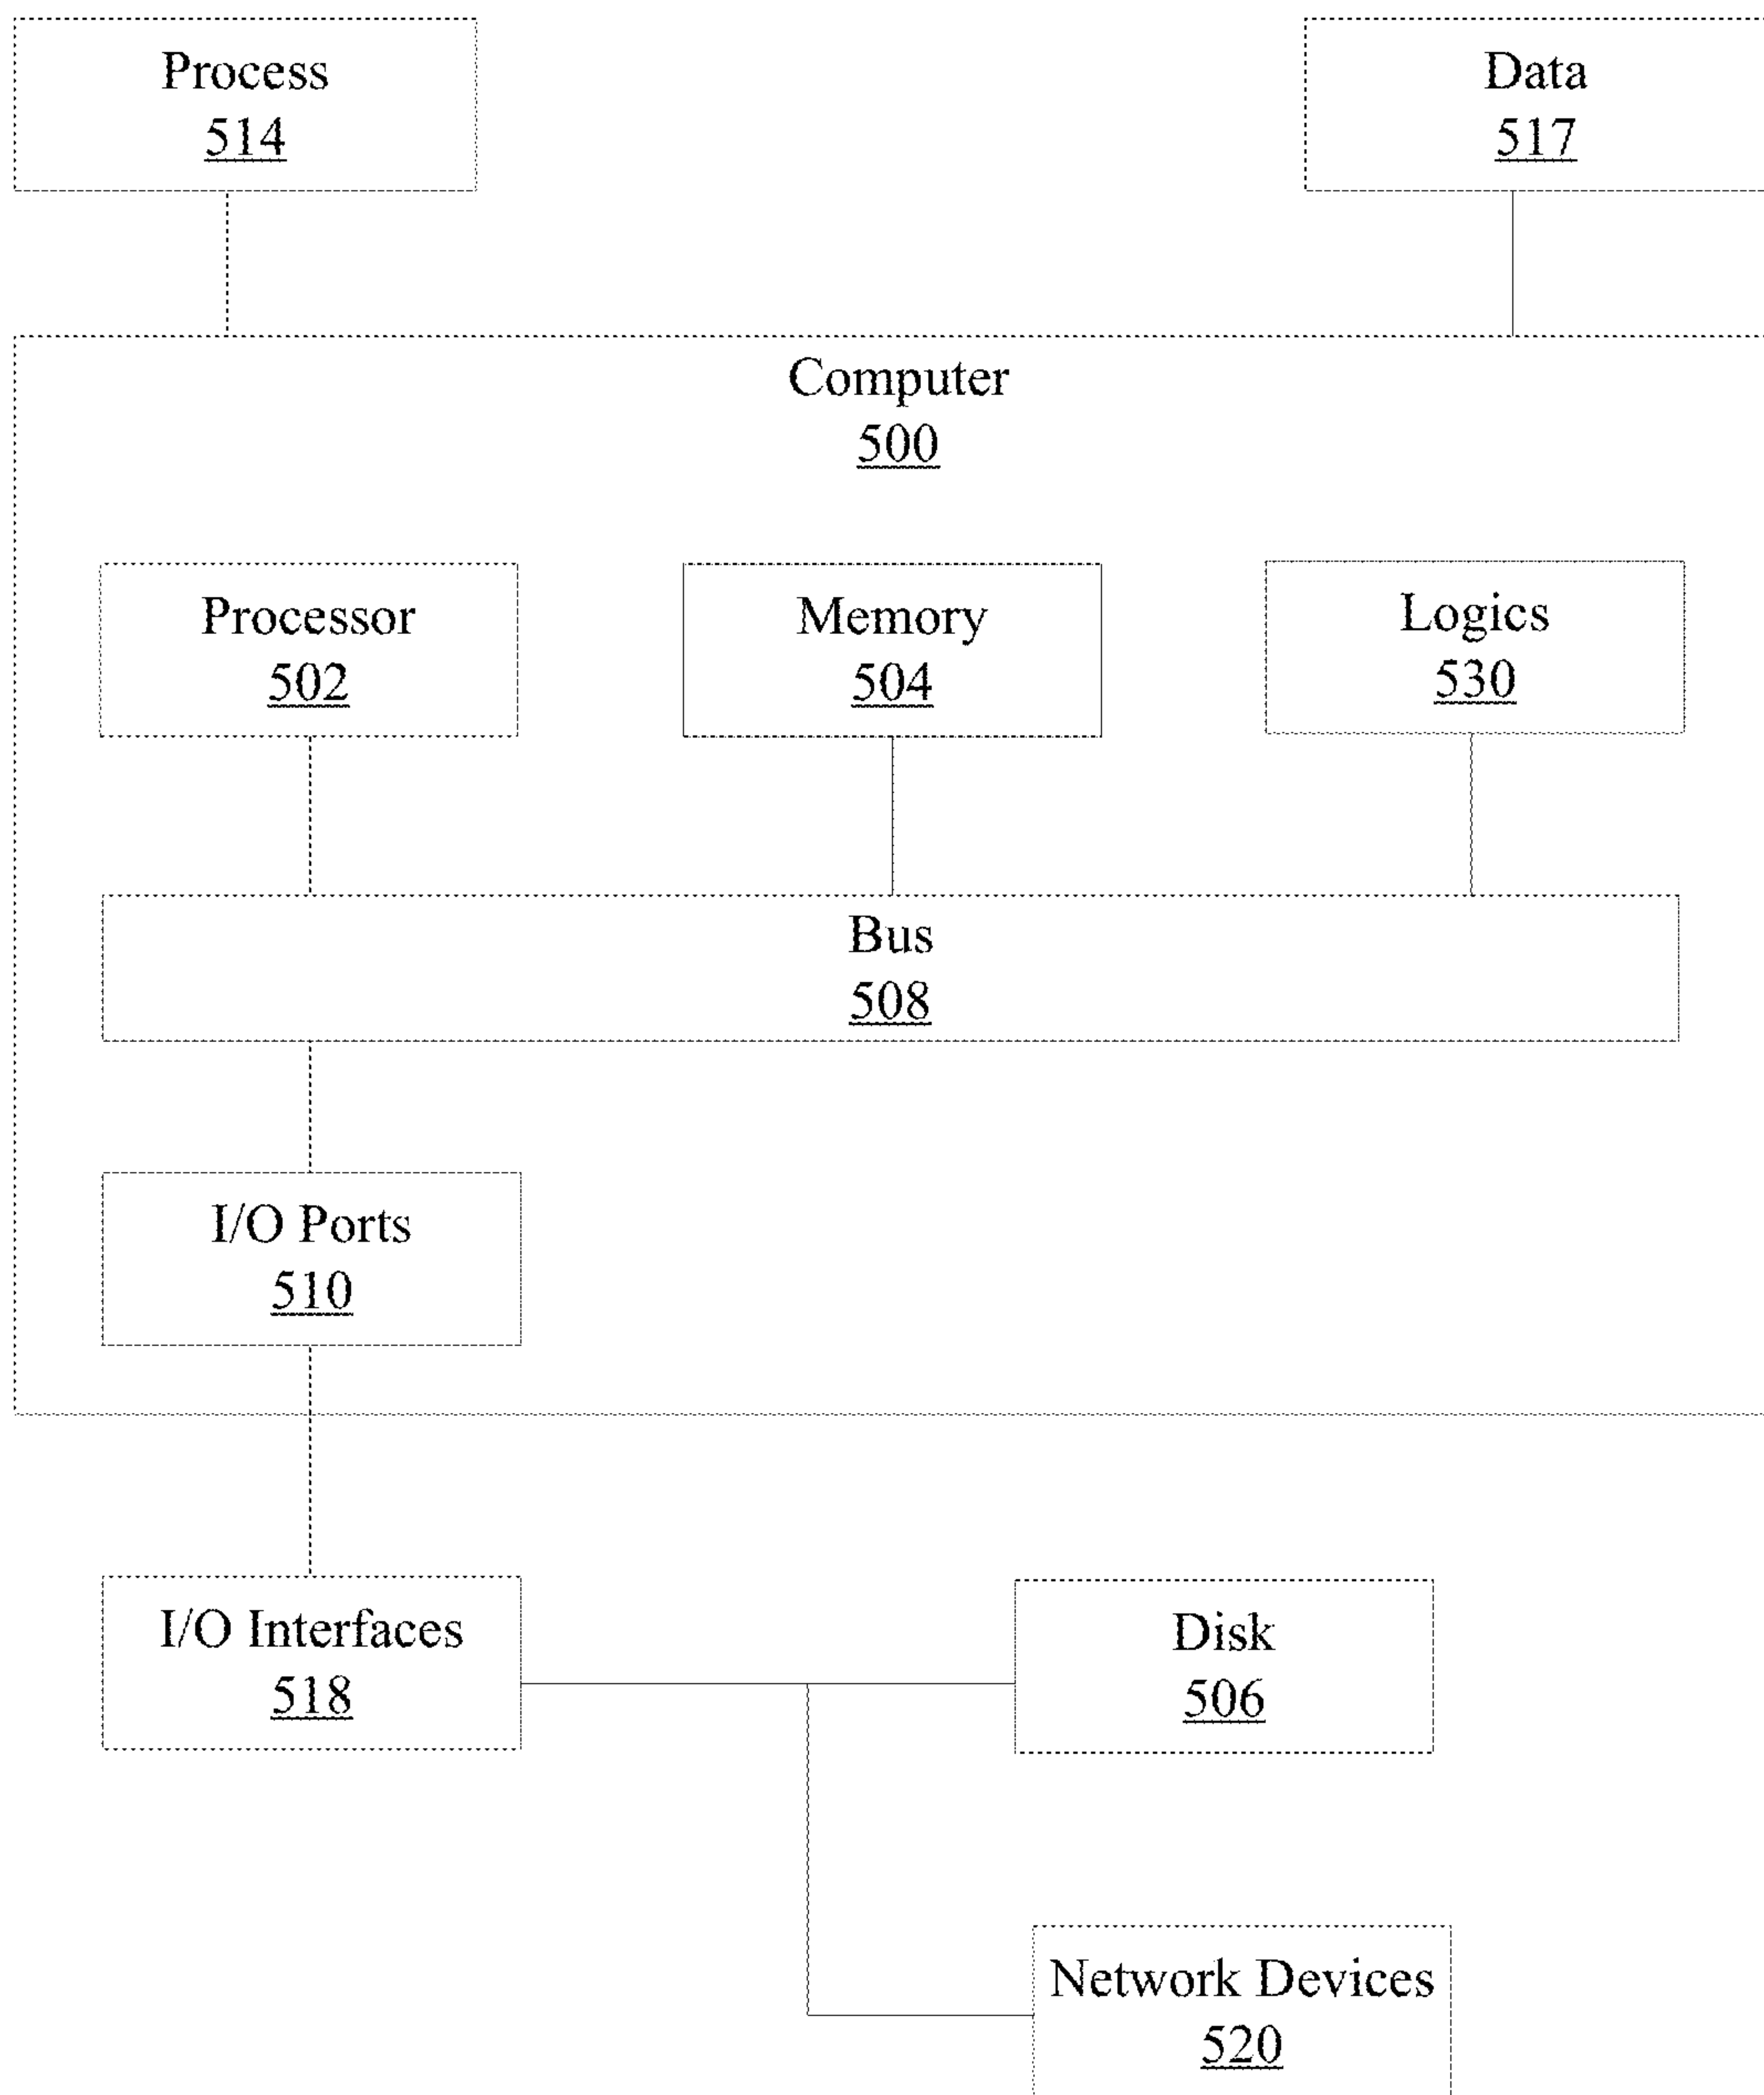 Process
514
Data
517
Computer
500
Processor
502
Memory
504
Logics
530
Bus
508
I/O Ports
510
I/O Interfaces
518
Disk
506
Network Devices
520